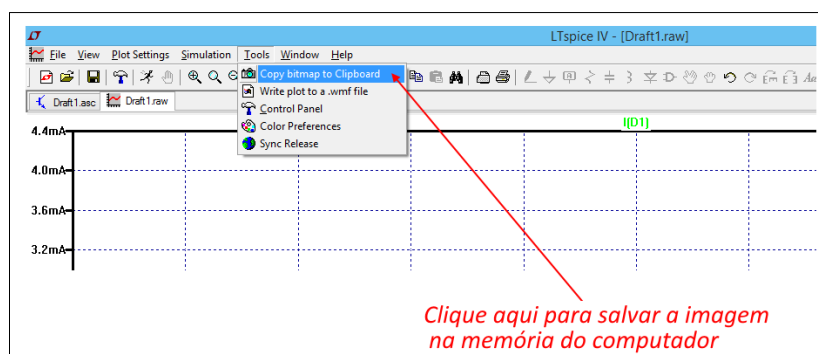 LTspice IV - [Draft1.raw]
File View Plot Settings Simulation Tools Window Help
Copy bitmap to Clipboard
Write plot to a .wmf file
Control Panel
Color Preferences
Sync Release
Draft1.asc Draft1.raw
I(D1)
4.4mA
4.0mA
3.6mA
3.2mA
Clique aqui para salvar a imagem
na memória do computador